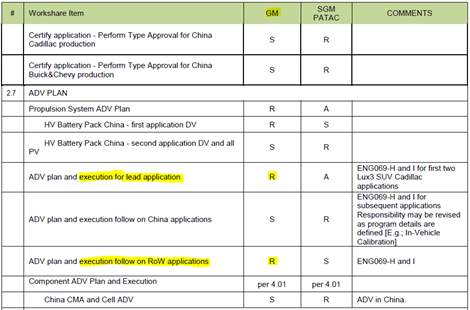 # Workshare Item GM SGM PATAC COMMENTS
Certify application - Perform Type Approval for China
Cadillac production S R
Certify application - Perform Type Approval for China
Buick&Chevy production S R
2.7 ADV PLAN
Propulsion System ADV Plan R A
HV Battery Pack China - first application DV R S
HV Battery Pack China - second application DV and all
PV S R
ADV plan and execution for lead application R A ENG069-H and I for first two
Lux3 SUV Cadillac
applications
ADV plan and execution follow on China applications S R ENG069-H and I for
subsequent applications
Responsibility may be revised
as program details are
defined [E.g.; In-Vehicle
Calibration]
ADV plan and execution follow on RoW applications R S ENG069-H and I
Component ADV Plan and Execution per 4.01 per 4.01
China CMA and Cell ADV S R ADV in China.